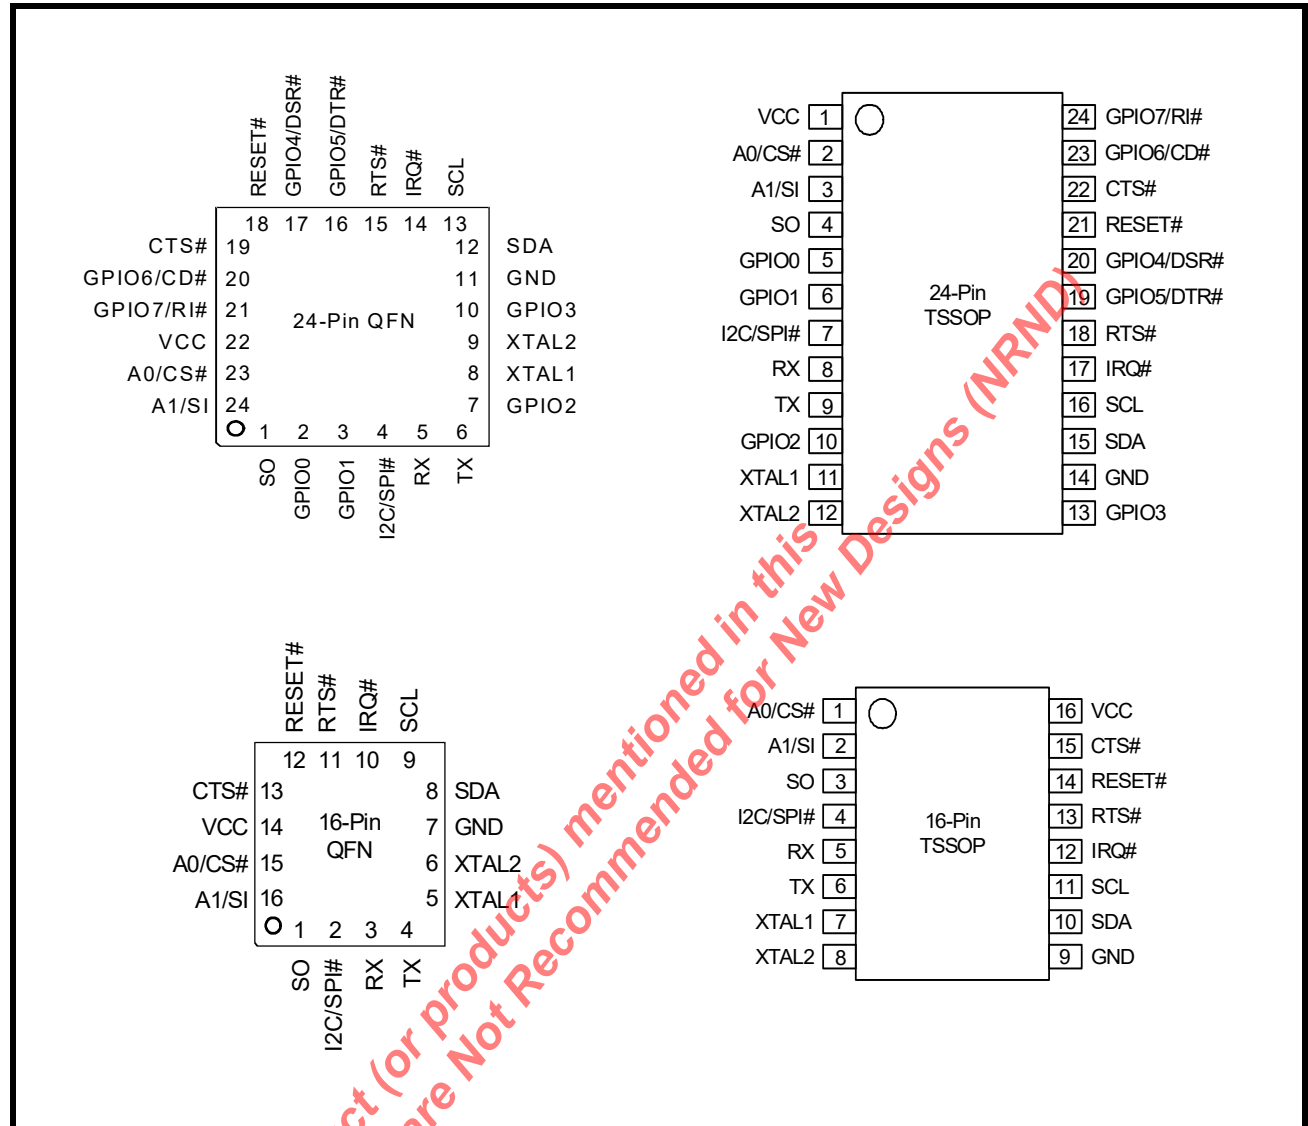 RESET#
GPIO4/DSR#
GPIO5/DTR#
RTS#
IRQ#
SCL
18 17 16 15 14 13
CTS# 19
GPIO6/CD# 20
GPIO7/RI# 21
VCC 22
A0/CS# 23
A1/SI 24
24-Pin QFN
12 SDA
11 GND
10 GPIO3
9 XTAL2
8 XTAL1
7 GPIO2
1 2 3 4 5 6
SO
GPIO0
GPIO1
I2C/SPI#
RX
TX
VCC 1
A0/CS# 2
A1/SI 3
SO 4
GPIO0 5
GPIO1 6
I2C/SPI# 7
RX 8
TX 9
GPIO2 10
XTAL1 11
XTAL2 12
24-Pin
TSSOP
24 GPIO7/RI#
23 GPIO6/CD#
22 CTS#
21 RESET#
20 GPIO4/DSR#
19 GPIO5/DTR#
18 RTS#
17 IRQ#
16 SCL
15 SDA
14 GND
13 GPIO3
RESET#
RTS#
IRQ#
SCL
12 11 10 9
CTS# 13
VCC 14
A0/CS# 15
A1/SI 16
16-Pin
QFN
8 SDA
7 GND
6 XTAL2
5 XTAL1
1 2 3 4
SO
I2C/SPI#
RX
TX
A0/CS# 1
A1/SI 2
SO 3
I2C/SPI# 4
RX 5
TX 6
XTAL1 7
XTAL2 8
16-Pin
TSSOP
16 VCC
15 CTS#
14 RESET#
13 RTS#
12 IRQ#
11 SCL
10 SDA
9 GND
(or products) mentioned in this
are Not Recommended for New Designs (NRND)